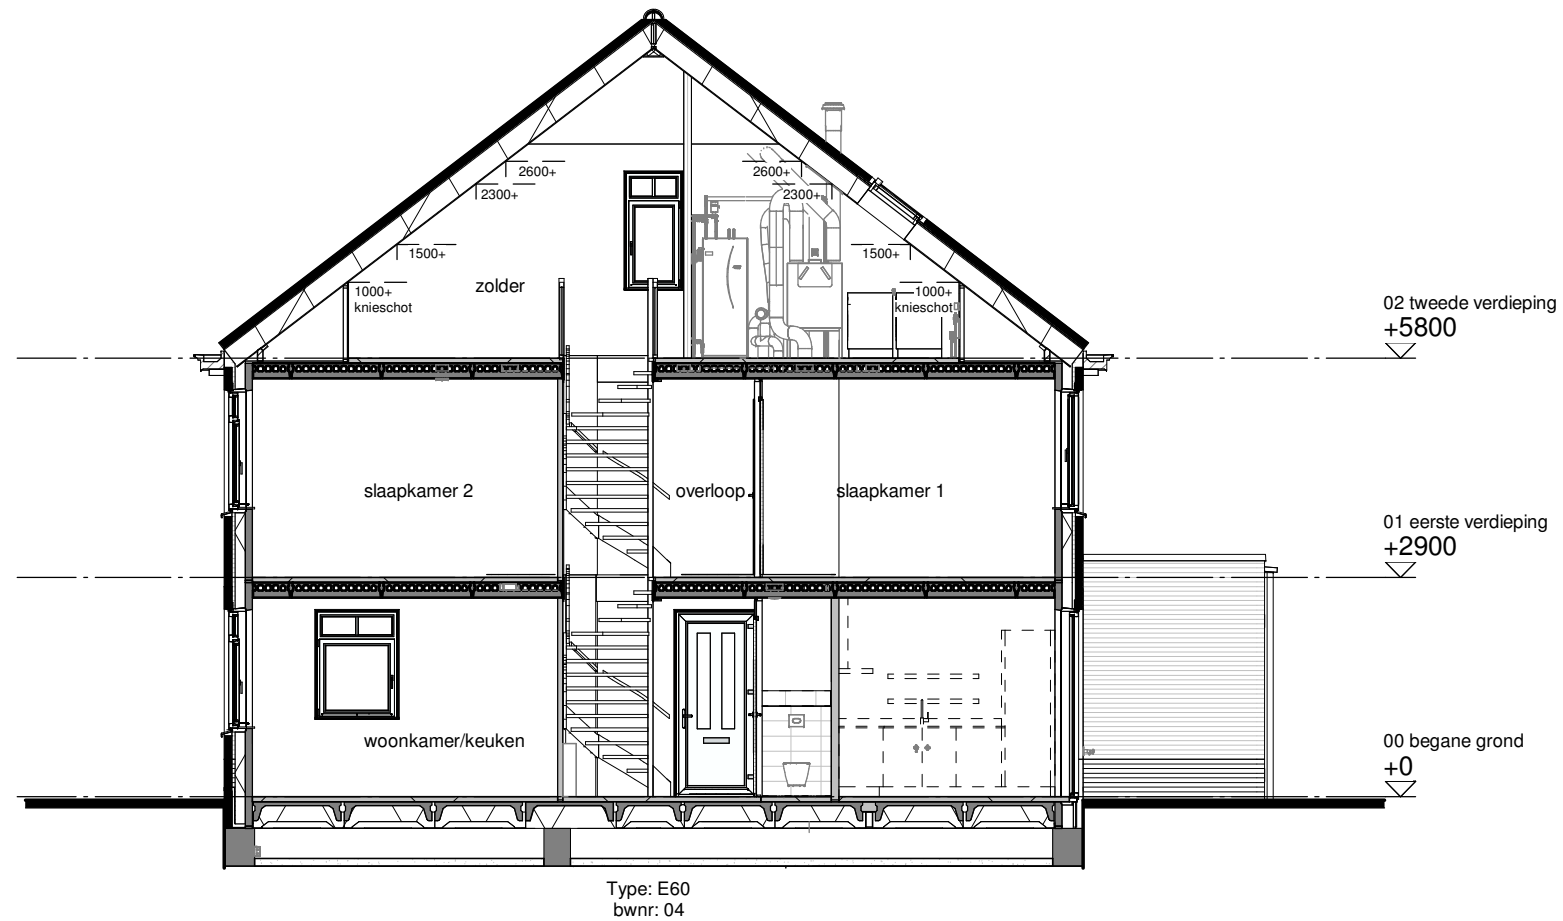 2600+
2600+
2300+
2300+
1500+
1500+
zolder
1000+
knieschot
1000+
knieschot
02 tweede verdieping
+5800
slaapkamer 2
overloop
slaapkamer 1
01 eerste verdieping
+2900
woonkamer/keuken
00 begane grond
+0
Type: E60
bwnr: 04